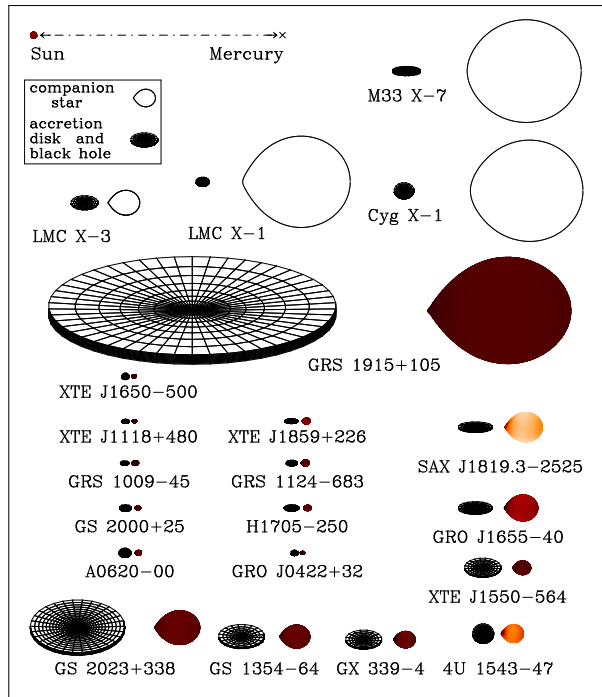 Sun
Mercury
companion
star
accretion
disk and
black hole
M33 X-7
LMC X-3
LMC X-1
Cyg X-1
GRS 1915+105
XTE J1650-500
XTE J1118+480
XTE J1859+226
SAX J1819.3-2525
GRS 1009-45
GRS 1124-683
GS 2000+25
H1705-250
GRO J1655-40
A0620-00
GRO J0422+32
XTE J1550-564
GS 2023+338
GS 1354-64
GX 339-4
4U 1543-47